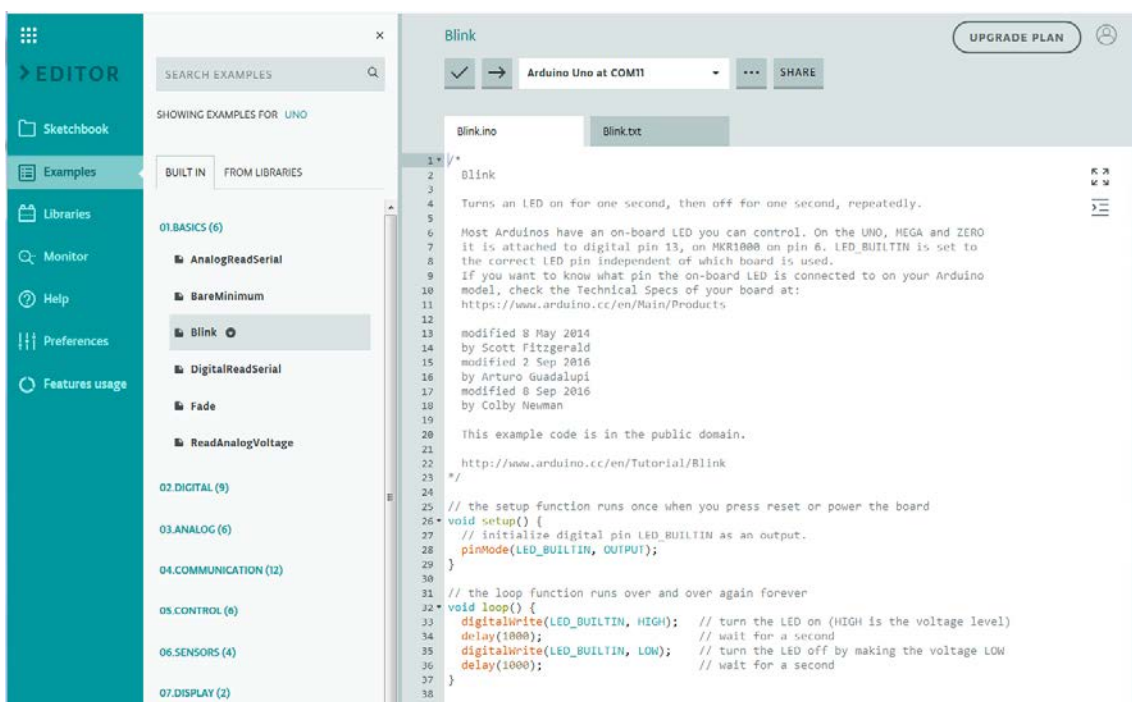 >EDITOR
Sketchbook
Examples
Libraries
Monitor
Help
Preferences
Features usage
×
SEARCH EXAMPLES
SHOWING EXAMPLES FOR UNO
BUILT IN FROM LIBRARIES
01.BASICS (6)
AnalogReadSerial
BareMinimum
Blink
DigitalReadSerial
Fade
ReadAnalogVoltage
02.DIGITAL (9)
03.ANALOG (6)
04.COMMUNICATION (12)
05.CONTROL (6)
06.SENSORS (4)
07.DISPLAY (2)
Blink
UPGRADE PLAN
Arduino Uno at COM11 ••• SHARE
Blink.ino Blink.txt
1 /*
2 Blink
3
4 Turns an LED on for one second, then off for one second, repeatedly.
5
6 Most Arduinos have an on-board LED you can control. On the UNO, MEGA and ZERO
7 it is attached to digital pin 13, on MKR1000 on pin 6. LED_BUILTIN is set to
8 the correct LED pin independent of which board is used.
9 If you want to know what pin the on-board LED is connected to on your Arduino
10 model, check the Technical Specs of your board at:
11 https://www.arduino.cc/en/Main/Products
12
13 modified 8 May 2014
14 by Scott Fitzgerald
15 modified 2 Sep 2016
16 by Arturo Guadalupi
17 modified 8 Sep 2016
18 by Colby Newman
19
20 This example code is in the public domain.
21
22 http://www.arduino.cc/en/Tutorial/Blink
23 */
24
25 // the setup function runs once when you press reset or power the board
26 void setup() {
27 // initialize digital pin LED_BUILTIN as an output.
28 pinMode(LED_BUILTIN, OUTPUT);
29 }
30
31 // the loop function runs over and over again forever
32 void loop() {
33 digitalWrite(LED_BUILTIN, HIGH); // turn the LED on (HIGH is the voltage level)
34 delay(1000); // wait for a second
35 digitalWrite(LED_BUILTIN, LOW); // turn the LED off by making the voltage LOW
36 delay(1000); // wait for a second
37 }
38